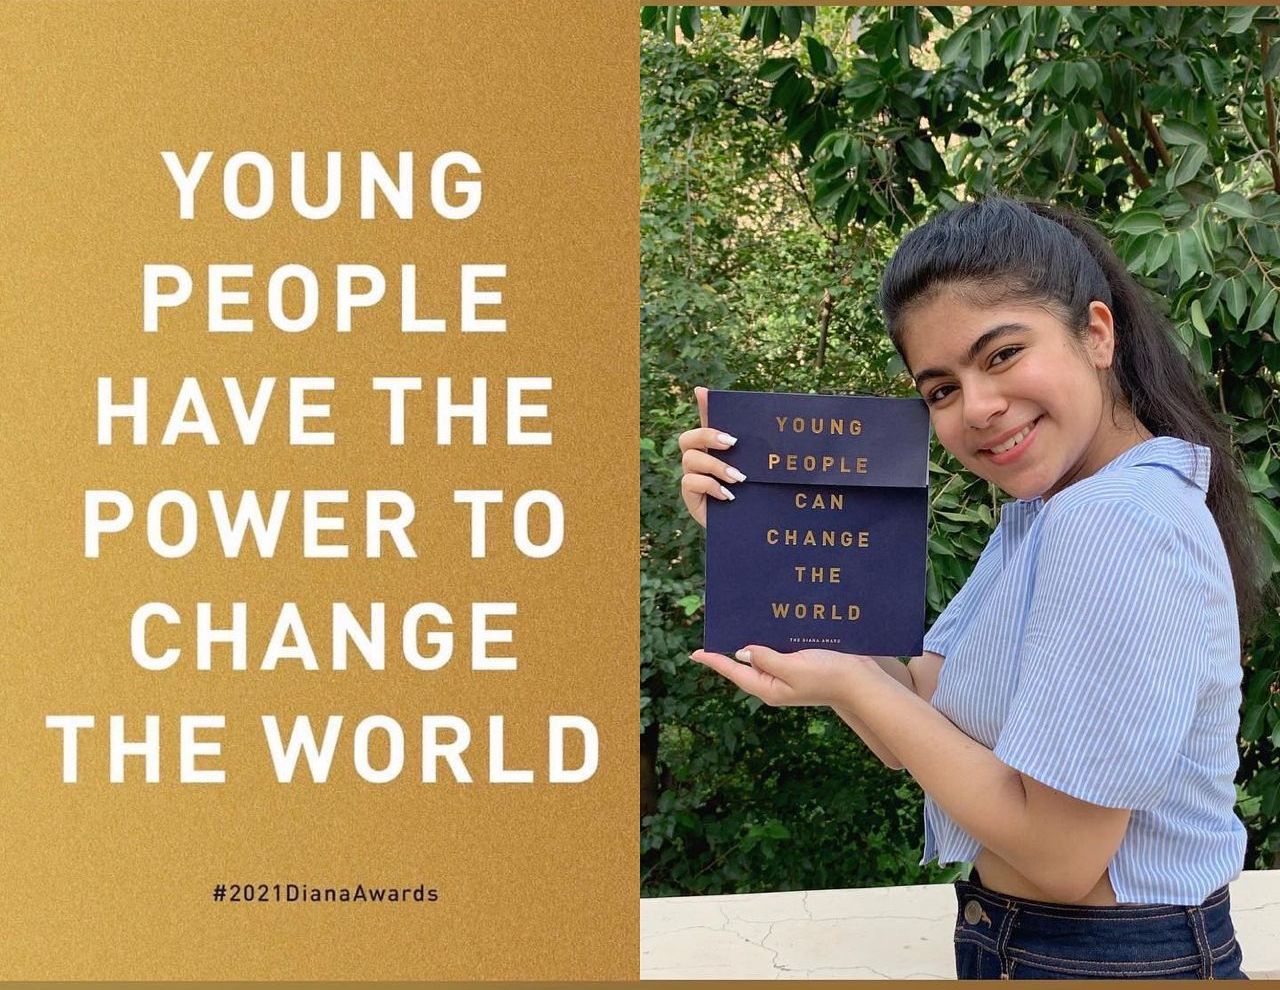 YOUNG
PEOPLE
HAVE THE
POWER TO
CHANGE
THE WORLD
#2021DianaAwards
YOUNG
PEOPLE
CAN
CHANGE
THE
WORLD
THE DIANA AWARD